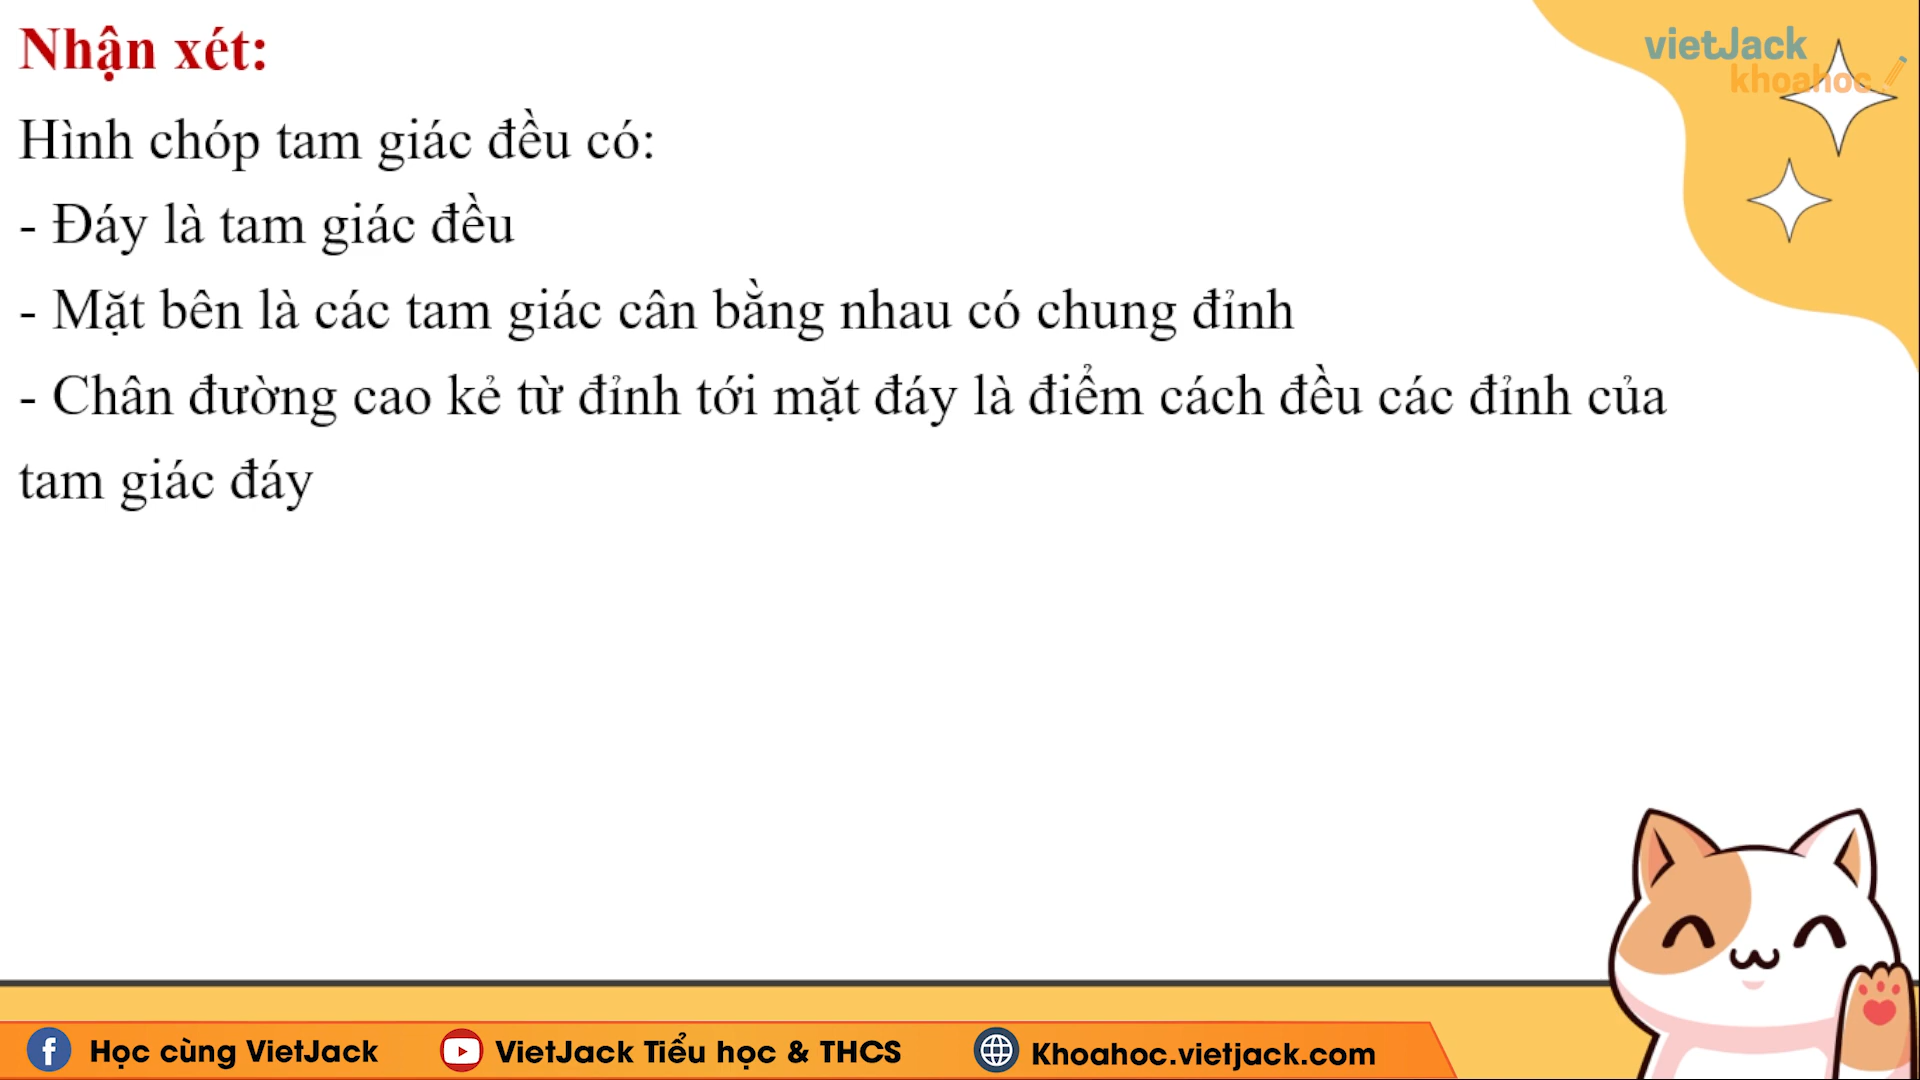 Nhận xét:
vietJack
khoahoc
Hình chóp tam giác đều có:
- Đáy là tam giác đều
- Mặt bên là các tam giác cân bằng nhau có chung đỉnh
- Chân đường cao kẻ từ đỉnh tới mặt đáy là điểm cách đều các đỉnh của
tam giác đáy
Học cùng VietJack
VietJack Tiểu học & THCS
Khoahoc.vietjack.com